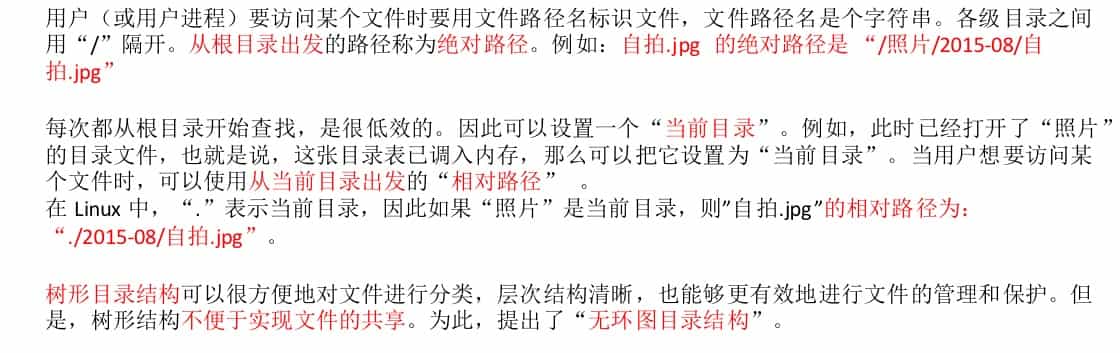 用户（或用户进程）要访问某个文件时要用文件路径名标识文件，文件路径名是个字符串。各级目录之间
用“/”隔开。从根目录出发的路径称为绝对路径。例如：自拍.jpg 的绝对路径是 “/照片/2015-08/自
拍.jpg”
每次都从根目录开始查找，是很低效的。因此可以设置一个“当前目录”。例如，此时已经打开了“照片”
的目录文件，也就是说，这张目录表已调入内存，那么可以把它设置为“当前目录”。当用户想要访问某
个文件时，可以使用从当前目录出发的“相对路径” 。
在 Linux 中，“.”表示当前目录，因此如果“照片”是当前目录，则”自拍.jpg”的相对路径为：
“./2015-08/自拍.jpg”。
树形目录结构可以很方便地对文件进行分类，层次结构清晰，也能够更有效地进行文件的管理和保护。但
是，树形结构不便于实现文件的共享。为此，提出了“无环图目录结构”。